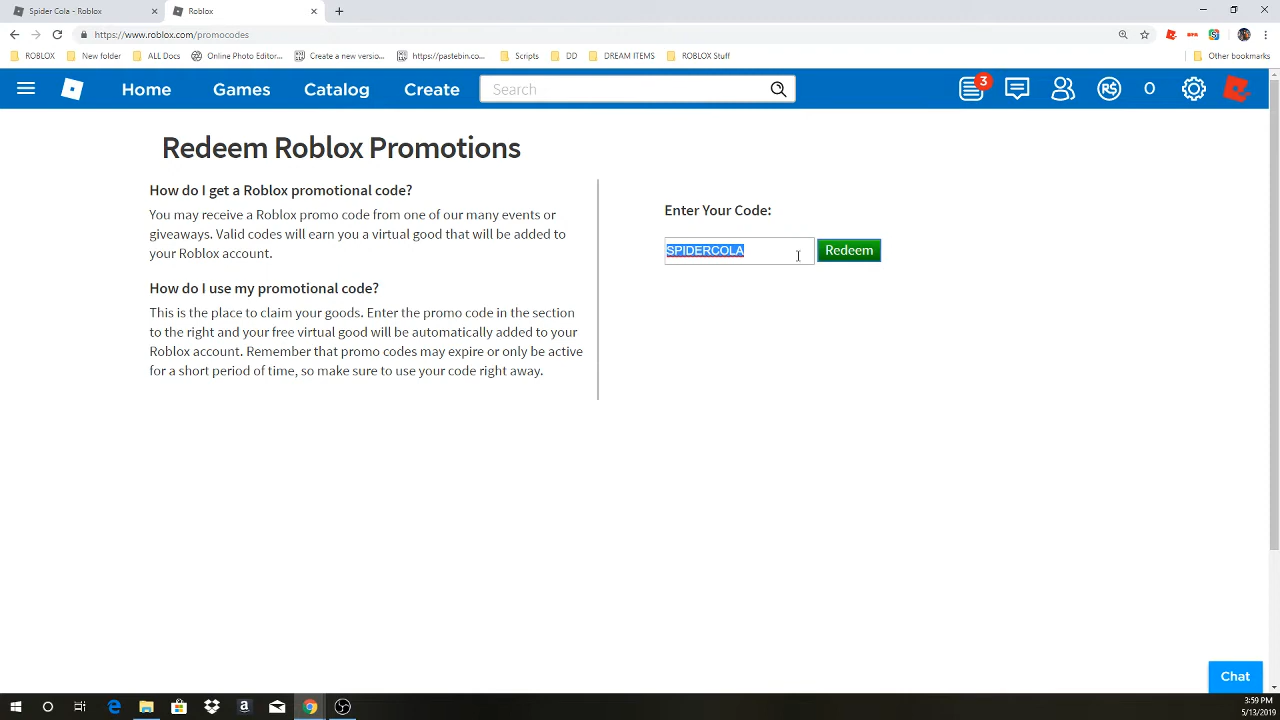 Spider Cola - Roblox
Roblox
https://www.roblox.com/promocodes
ROBLOX New folder ALL Docs Online Photo Editor... Create a new versio... https://pastebin.co... Scripts DD DREAM ITEMS ROBLOX Stuff Other bookmarks
Home Games Catalog Create Search 3 R$ 0
Redeem Roblox Promotions
How do I get a Roblox promotional code?
You may receive a Roblox promo code from one of our many events or
giveaways. Valid codes will earn you a virtual good that will be added to
your Roblox account.
How do I use my promotional code?
This is the place to claim your goods. Enter the promo code in the section
to the right and your free virtual good will be automatically added to your
Roblox account. Remember that promo codes may expire or only be active
for a short period of time, so make sure to use your code right away.
Enter Your Code:
SPIDERCOLA Redeem
Chat
3:59 PM
5/13/2019